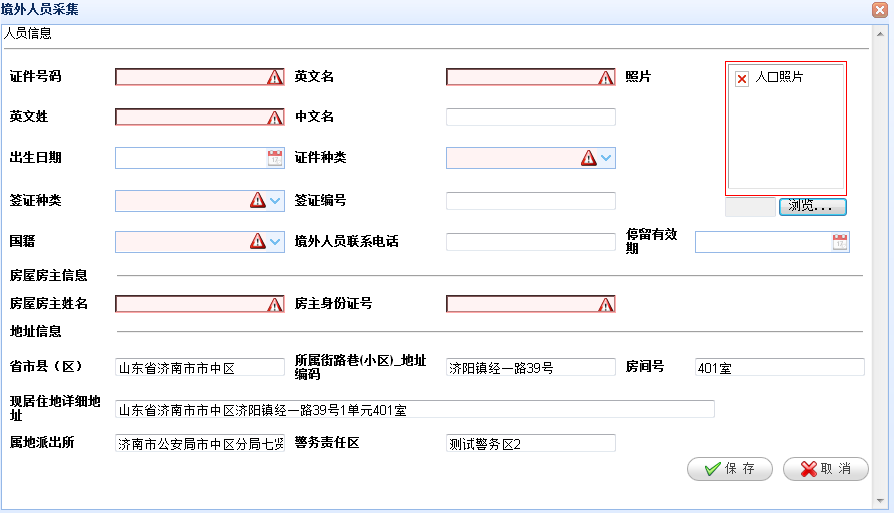 境外人员采集
人员信息
证件号码
英文名
照片
人口照片
英文姓
中文名
出生日期
证件种类
签证种类
签证编号
浏览...
国籍
境外人员联系电话
停留有效
期
房屋房主信息
房屋房主姓名
房主身份证号
地址信息
省市县（区）
山东省济南市市中区
所属街路巷(小区)_地址
编码
济阳镇经一路39号
房间号
401室
现居住地详细地
址
山东省济南市市中区济阳镇经一路39号1单元401室
属地派出所
济南市公安局市中区分局七贤
警务责任区
测试警务区2
保 存
取 消